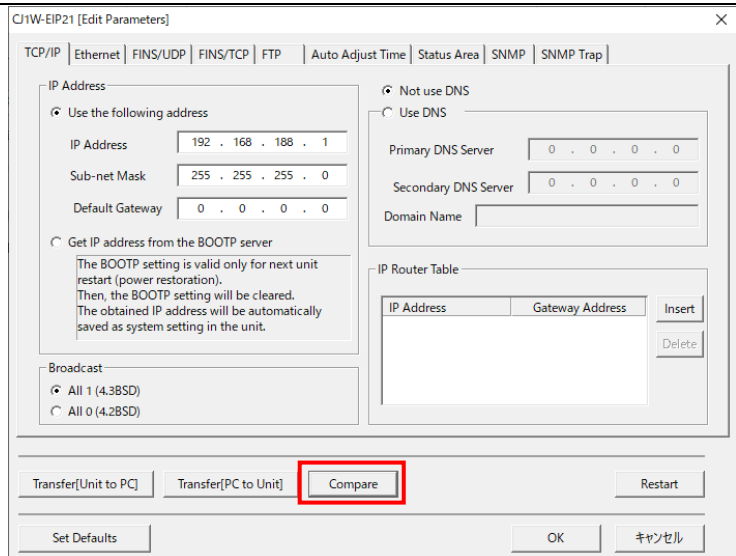 CJ1W-EIP21 [Edit Parameters]
TCP/IP Ethernet FINS/UDP FINS/TCP FTP Auto Adjust Time Status Area SNMP SNMP Trap
IP Address
Use the following address
IP Address 192 . 168 . 188 . 1
Sub-net Mask 255 . 255 . 255 . 0
Default Gateway 0 . 0 . 0 . 0
Get IP address from the BOOTP server
The BOOTP setting is valid only for next unit
restart (power restoration).
Then, the BOOTP setting will be cleared.
The obtained IP address will be automatically
saved as system setting in the unit.
Broadcast
All 1 (4.3BSD)
All 0 (4.2BSD)
Not use DNS
Use DNS
Primary DNS Server 0 . 0 . 0 . 0
Secondary DNS Server 0 . 0 . 0 . 0
Domain Name
IP Router Table
IP Address Gateway Address
Insert
Delete
Transfer[Unit to PC] Transfer[PC to Unit] Compare Restart
Set Defaults OK キャンセル